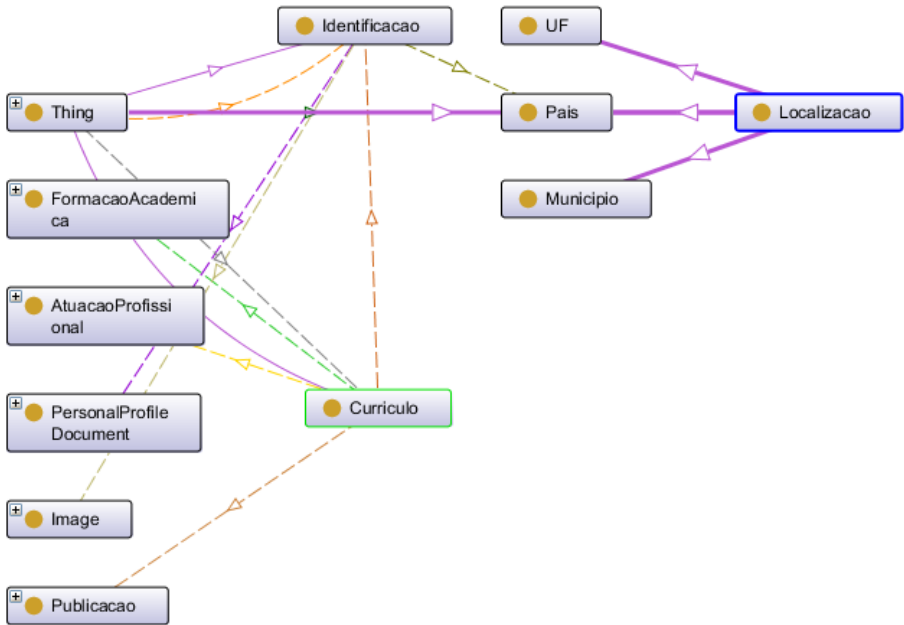 Identificacao
UF
Thing
Pais
Localizacao
FormacaoAcademi
ca
Municipio
AtuacaoProfissi
onal
PersonalProfile
Document
Curriculo
Image
Publicacao